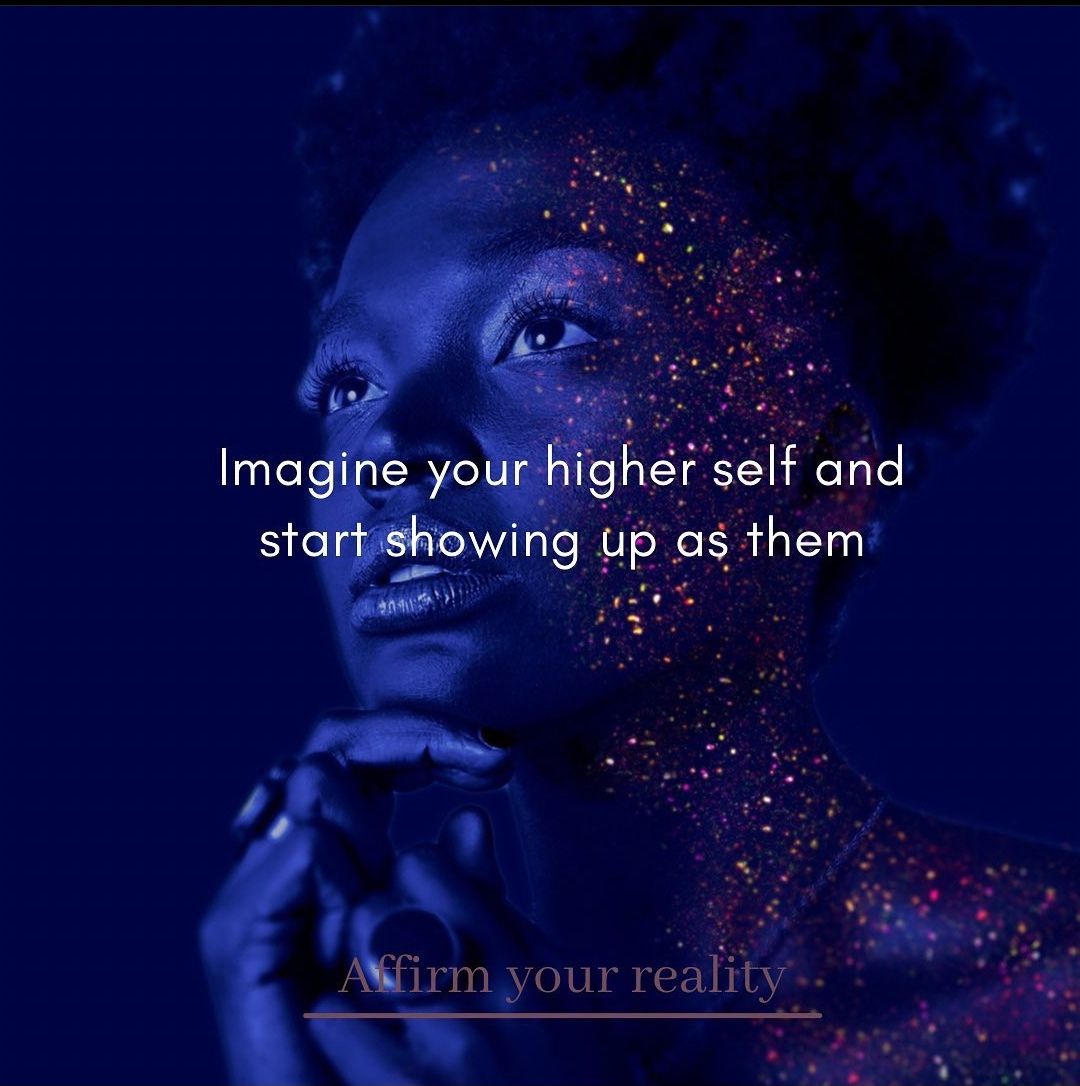 Imagine your higher self and
start showing up as them
Affirm your reality